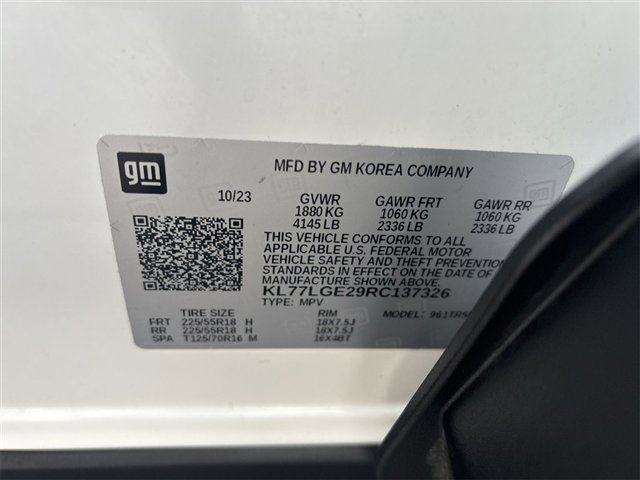 gm
MFD BY GM KOREA COMPANY
10/23 GVWR GAWR FRT GAWR RR
1880 KG 1060 KG 1060 KG
4145 LB 2336 LB 2336 LB
THIS VEHICLE CONFORMS TO ALL
APPLICABLE U.S. FEDERAL MOTOR
VEHICLE SAFETY AND THEFT PREVENTION
STANDARDS IN EFFECT ON THE DATE OF
MANUFACTURE SHOWN ABOVE.
KL77LGE29RC137326
TYPE: MPV MODEL:
TIRE SIZE RIM
FRT 225/55R18 H 18X7.5J
RR 225/55R18 H 18X7.5J
SPA T125/70R16 M 16X4BT